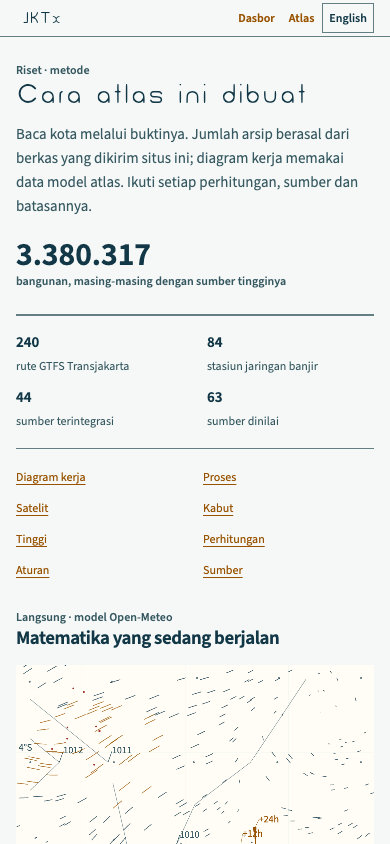 JKTx
Dasbor Atlas English
Riset · metode
Cara atlas ini dibuat
Baca kota melalui buktinya. Jumlah arsip berasal dari
berkas yang dikirim situs ini; diagram kerja memakai
data model atlas. Ikuti setiap perhitungan, sumber dan
batasannya.
3.380.317
bangunan, masing-masing dengan sumber tingginya
240
rute GTFS Transjakarta
84
stasiun jaringan banjir
44
sumber terintegrasi
63
sumber dinilai
Diagram kerja
Proses
Satelit
Kabut
Tinggi
Perhitungan
Aturan
Sumber
Langsung · model Open-Meteo
Matematika yang sedang berjalan
4°S
1012
1011
1010
+24h
+12h